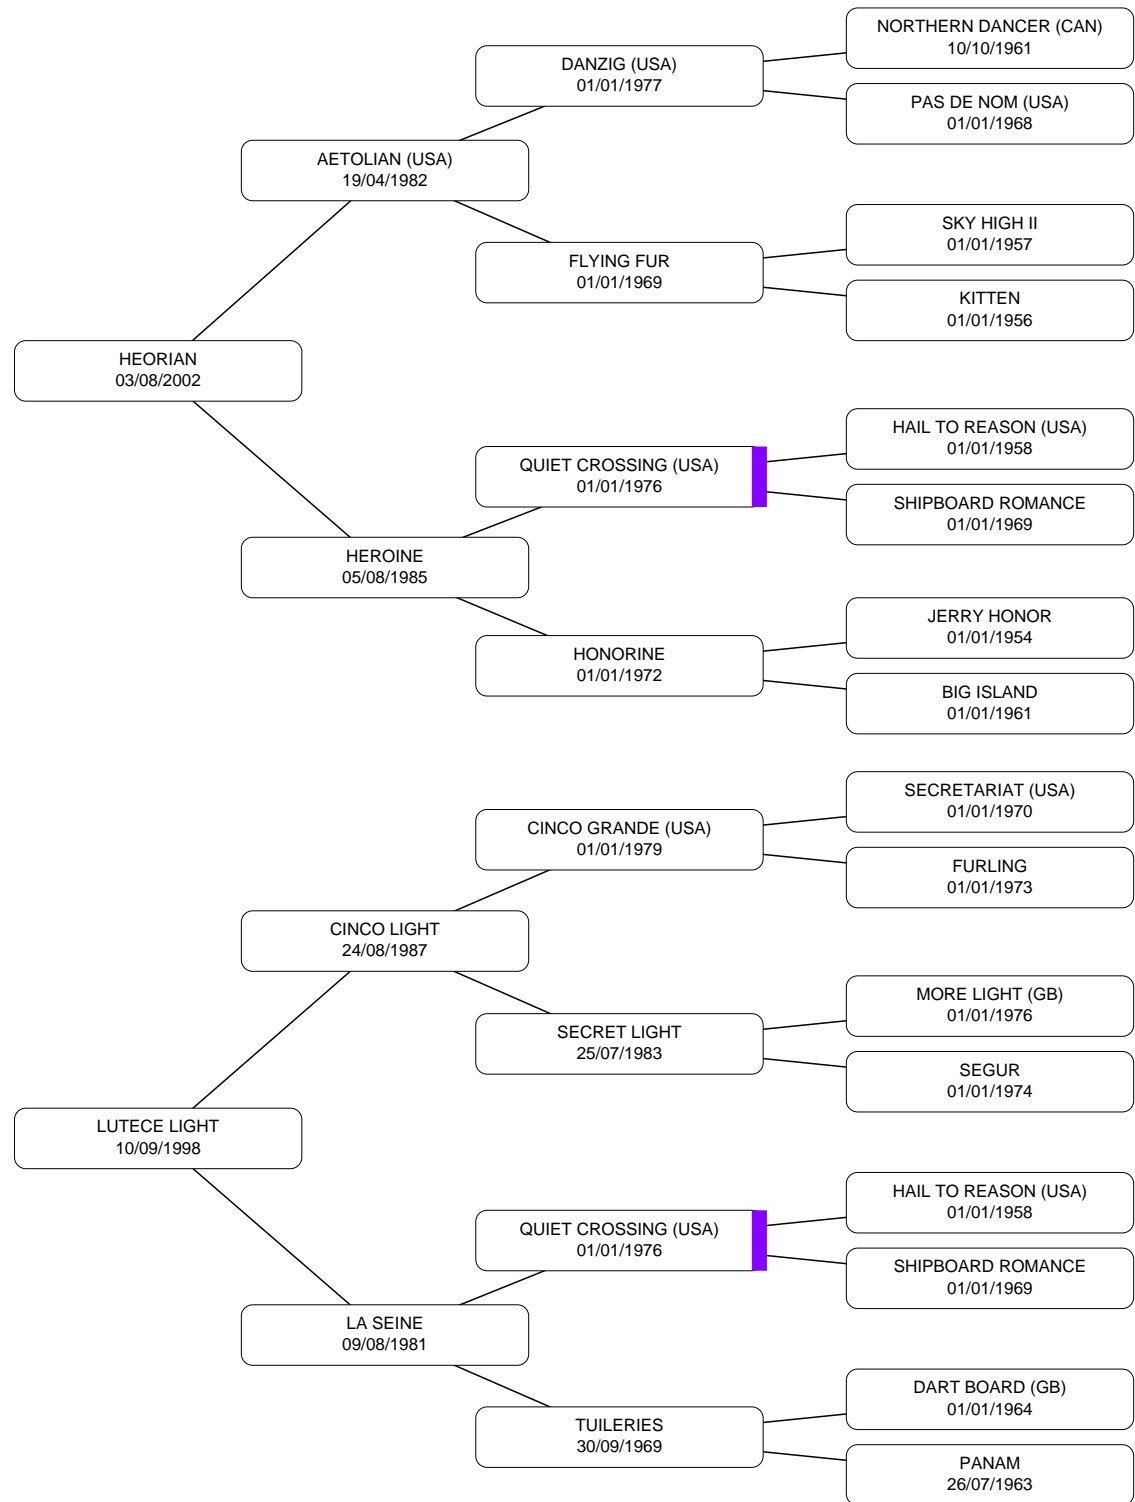 NORTHERN DANCER (CAN)
10/10/1961
DANZIG (USA)
01/01/1977
PAS DE NOM (USA)
01/01/1968
AETOLIAN (USA)
19/04/1982
SKY HIGH II
01/01/1957
FLYING FUR
01/01/1969
KITTEN
01/01/1956
HEORIAN
03/08/2002
HAIL TO REASON (USA)
01/01/1958
QUIET CROSSING (USA)
01/01/1976
SHIPBOARD ROMANCE
01/01/1969
HEROINE
05/08/1985
JERRY HONOR
01/01/1954
HONORINE
01/01/1972
BIG ISLAND
01/01/1961
SECRETARIAT (USA)
01/01/1970
CINCO GRANDE (USA)
01/01/1979
FURLING
01/01/1973
CINCO LIGHT
24/08/1987
MORE LIGHT (GB)
01/01/1976
SECRET LIGHT
25/07/1983
SEGUR
01/01/1974
LUTECE LIGHT
10/09/1998
HAIL TO REASON (USA)
01/01/1958
QUIET CROSSING (USA)
01/01/1976
SHIPBOARD ROMANCE
01/01/1969
LA SEINE
09/08/1981
DART BOARD (GB)
01/01/1964
TUILERIES
30/09/1969
PANAM
26/07/1963